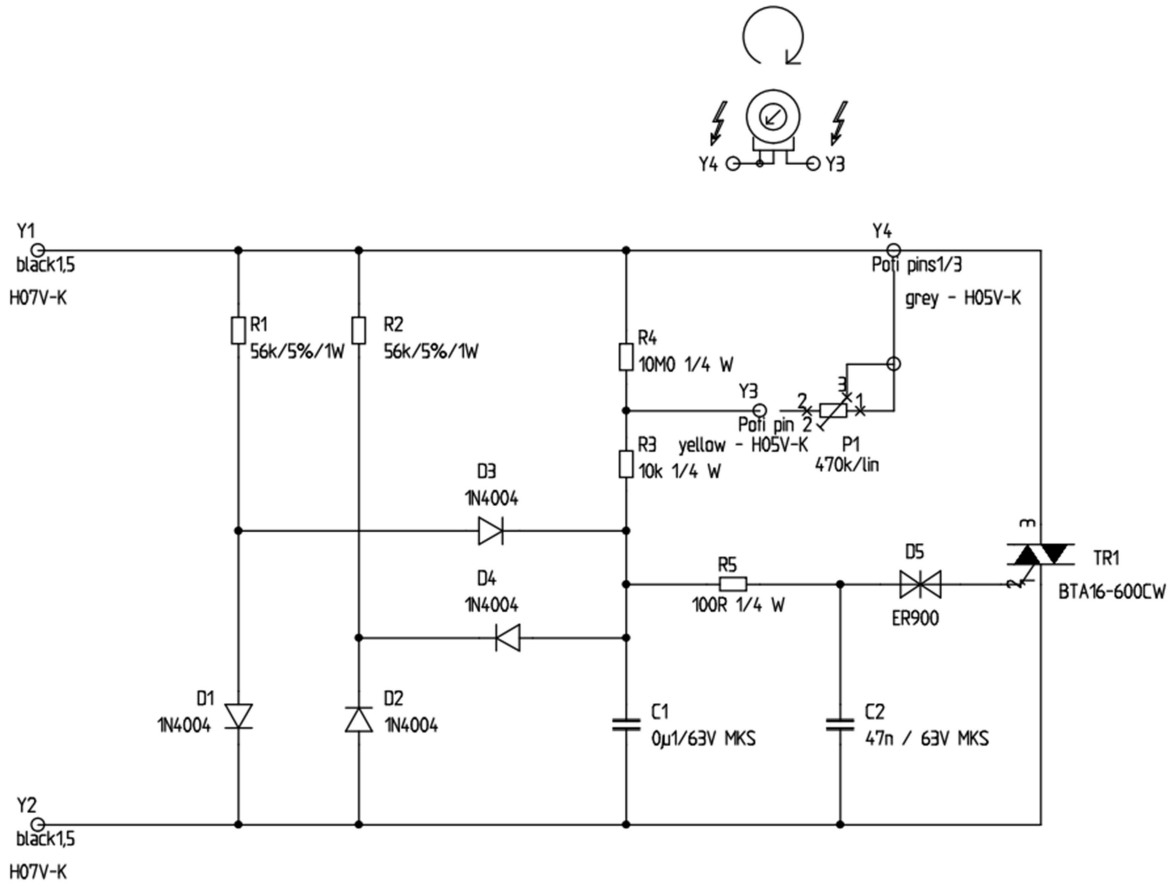 Y4
Y3
Y1
black1,5
H07V-K
Y4
Poti pins1/3
grey - H05V-K
R1
56k/5%/1W
R2
56k/5%/1W
R4
10M0 1/4 W
Y3
Poti pin 2
yellow - H05V-K
2
3
1
P1
470k/lin
R3
10k 1/4 W
D3
1N4004
D4
1N4004
R5
100R 1/4 W
D5
ER900
3
2
1
TR1
BTA16-600CW
D1
1N4004
D2
1N4004
C1
0µ1/63V MKS
C2
47n / 63V MKS
Y2
black1,5
H07V-K